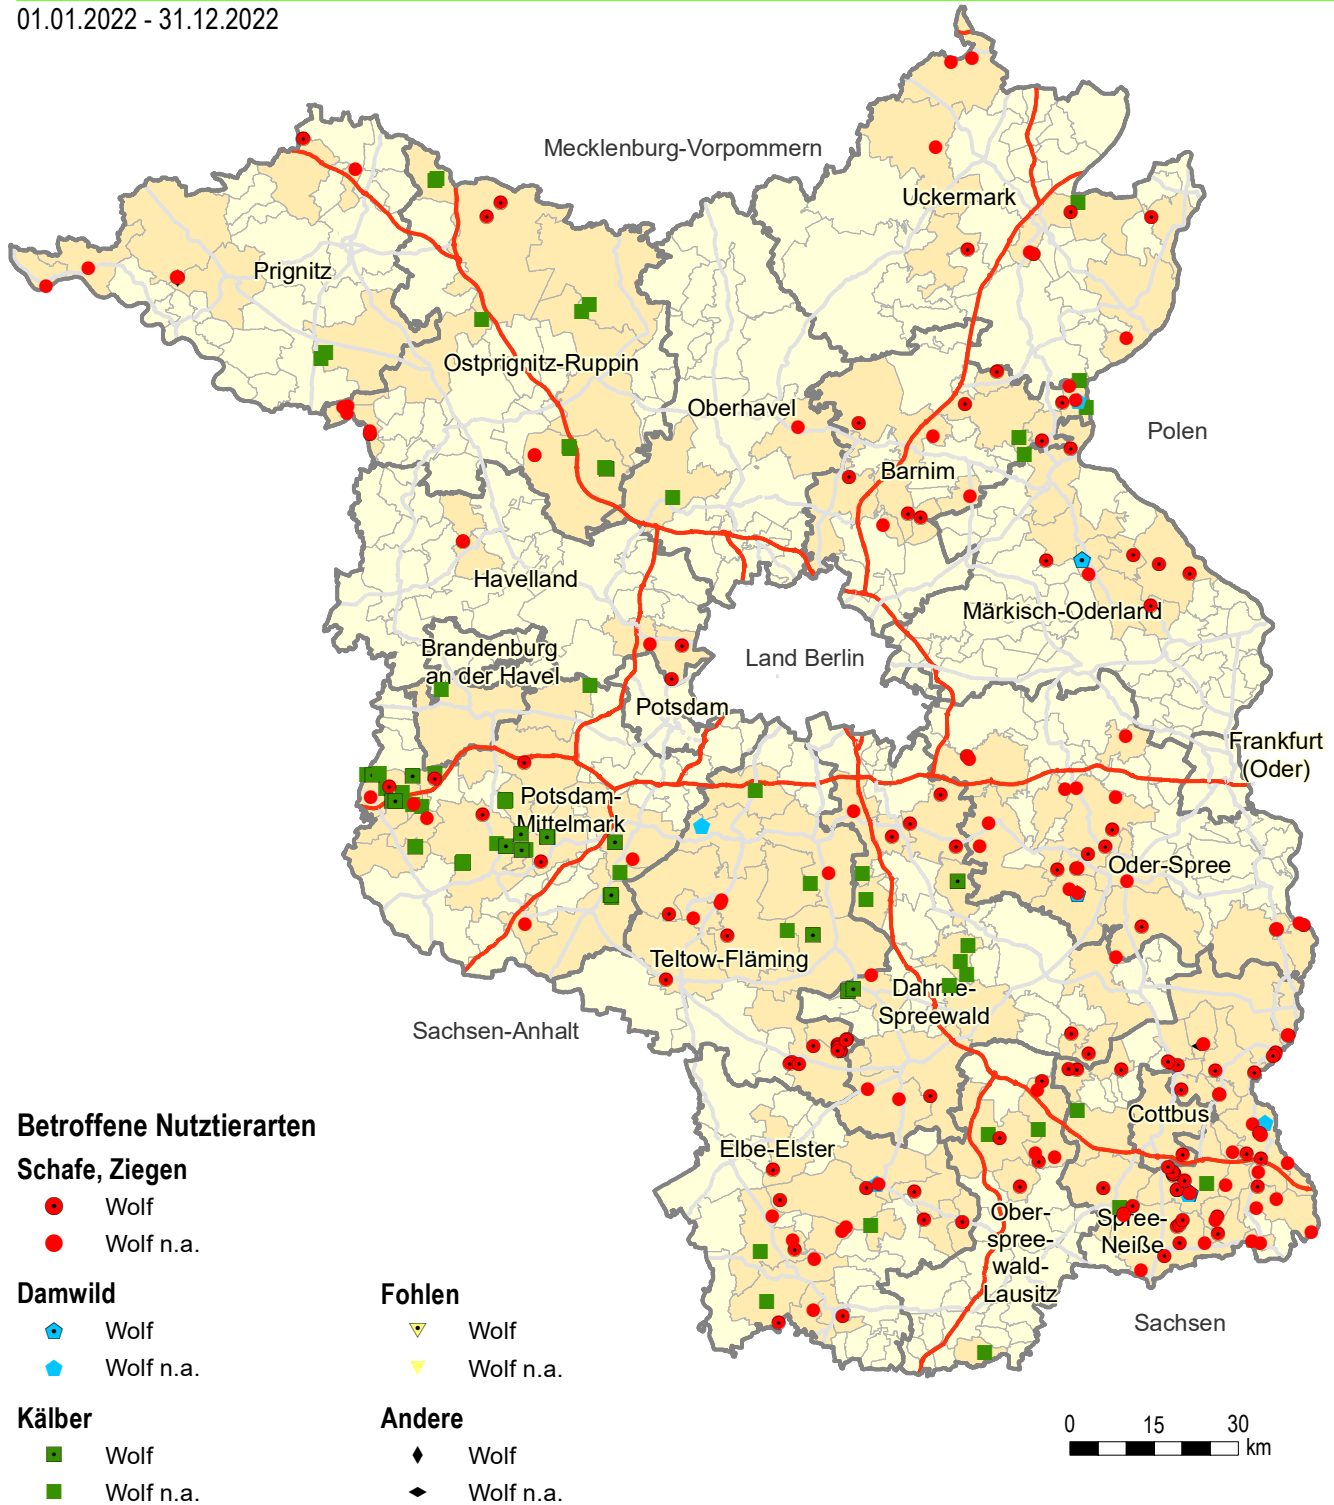 01.01.2022 - 31.12.2022
Mecklenburg-Vorpommern
Uckermark
Prignitz
Ostprignitz-Ruppin
Oberhavel
Polen
Barnim
Havelland
Märkisch-Oderland
Brandenburg
an der Havel
Land Berlin
Potsdam
Frankfurt
(Oder)
Potsdam-
Mittelmark
Oder-Spree
Teltow-Fläming
Dahme-
Spreewald
Sachsen-Anhalt
Cottbus
Elbe-Elster
Ober-
spree-
wald-
Lausitz
Spree-
Neiße
Sachsen
Betroffene Nutztierarten
Schafe, Ziegen
Wolf
Wolf n.a.
Damwild
Wolf
Wolf n.a.
Kälber
Wolf
Wolf n.a.
Fohlen
Wolf
Wolf n.a.
Andere
Wolf
Wolf n.a.
0 15 30
km